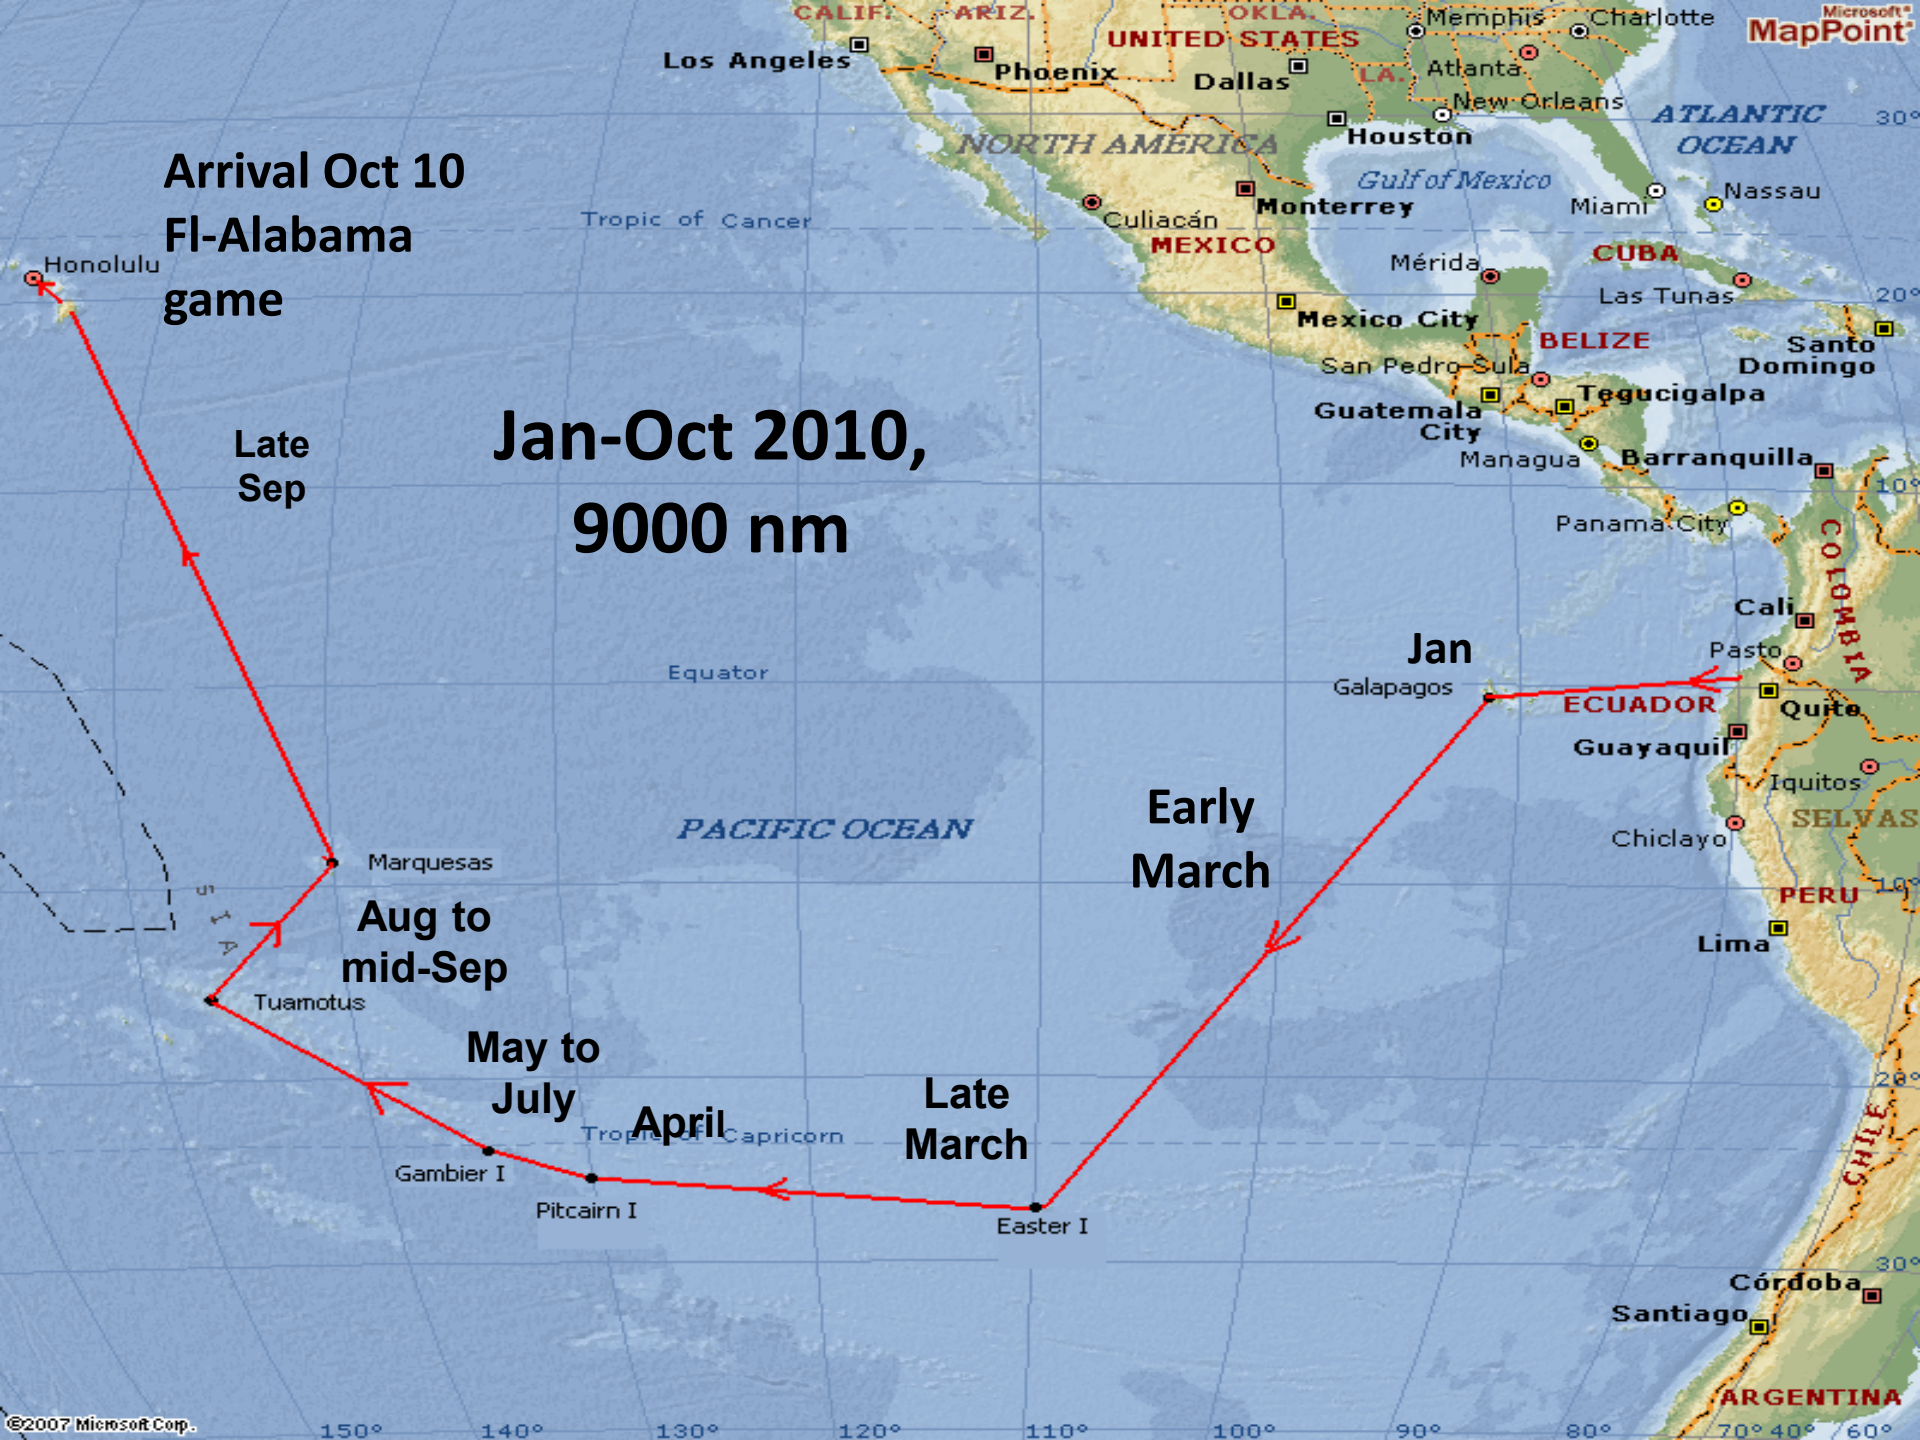 CALIF.
ARIZ.
OKLA.
Memphis
Charlotte
Microsoft®
MapPoint®
UNITED STATES
Los Angeles
Phoenix
Dallas
LA.
Atlanta
New Orleans
ATLANTIC
OCEAN
30°
Houston
NORTH AMERICA
Arrival Oct 10
Fl-Alabama
game
Gulf of Mexico
Miami
Nassau
Monterrey
Culiacán
Tropic of Cancer
MEXICO
CUBA
Honolulu
Mérida
Las Tunas
20°
Mexico City
BELIZE
Santo
Domingo
San Pedro Sula
Tegucigalpa
Guatemala
City
Jan-Oct 2010,
9000 nm
Late
Sep
Managua
Barranquilla
10°
Panama City
COLOMBIA
Cali
Jan
Pasto
Equator
Galapagos
ECUADOR
Quito
Guayaquil
Iquitos
Early
March
SELVAS
PACIFIC OCEAN
Chiclayo
Marquesas
S I A
10°
PERU
Aug to
mid-Sep
Lima
Tuamotus
May to
July
Late
March
20°
April
Tropic of Capricorn
CHILE
Gambier I
Pitcairn I
Easter I
30°
Córdoba
Santiago
ARGENTINA
©2007 Microsoft Corp.
150°
140°
130°
120°
110°
100°
90°
80°
70°
40°
60°